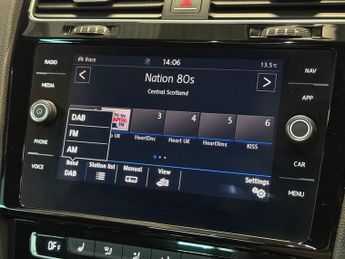 RADIO
MEDIA
PHONE
VOICE
Race
14:06
13.5°C
Nation 80s
Central Scotland
DAB
FM
AM
CAPITAL
3
4
5
6
HeartDnc
Heart UK
HeartXms
KISS
Band
DAB
Station list
Manual
View
Settings
NAV
APP
CAR
MENU
OFF